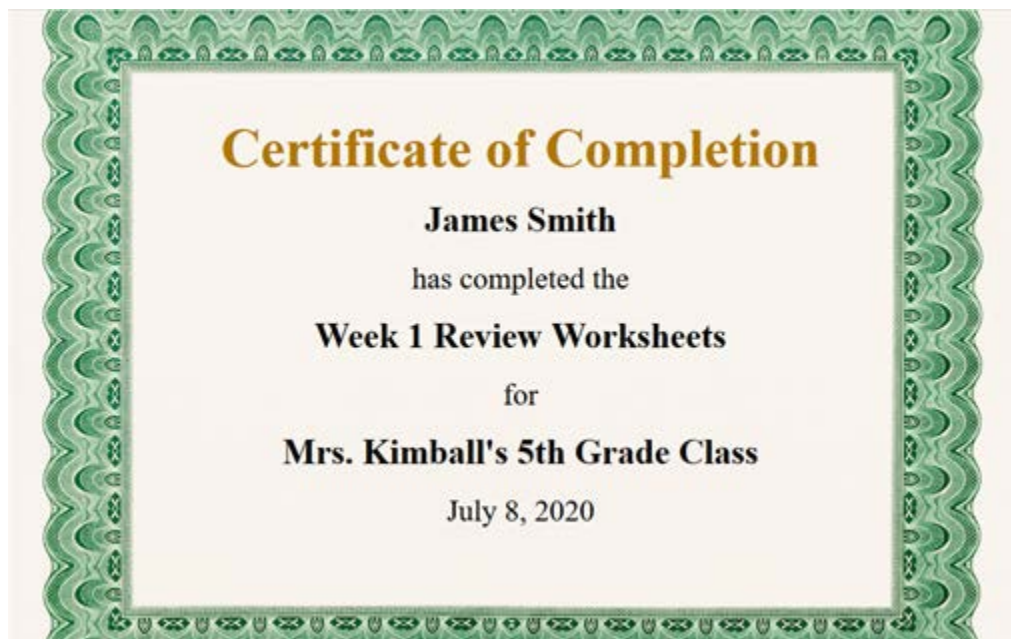 Certificate of Completion
James Smith
has completed the
Week 1 Review Worksheets
for
Mrs. Kimball's 5th Grade Class
July 8, 2020